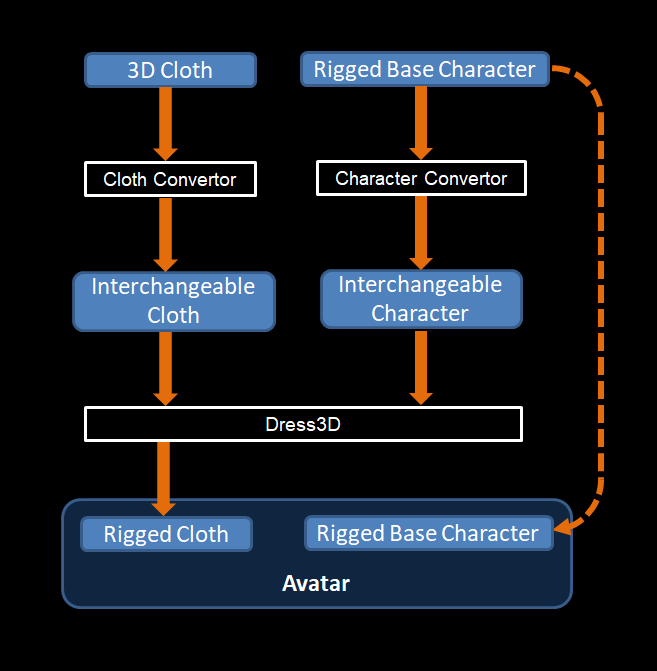 3D Cloth
Rigged Base Character
Cloth Convertor
Character Convertor
Interchangeable
Cloth
Interchangeable
Character
Dress3D
Rigged Cloth
Rigged Base Character
Avatar